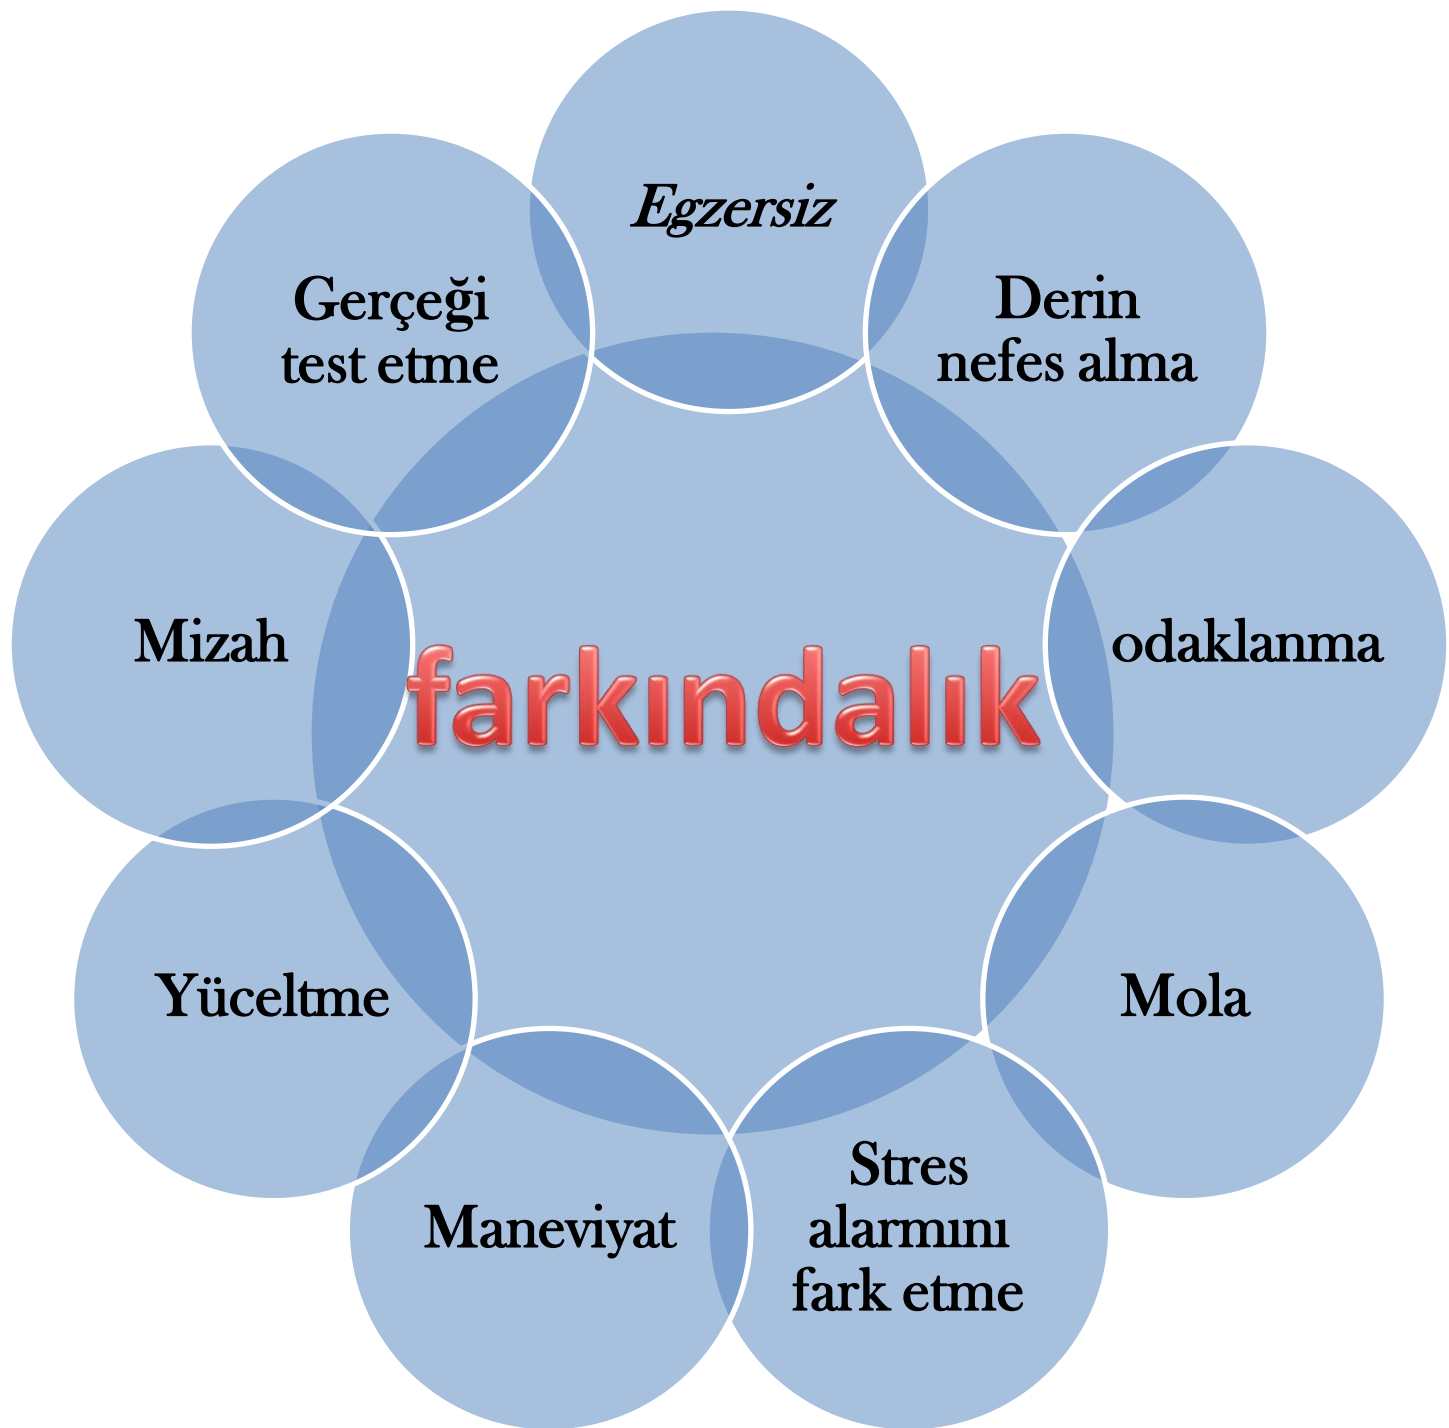 Egzersiz
Derin
nefes alma
odaklanma
Mola
Stres
alarmını
fark etme
Maneviyat
Yüceltme
Mizah
Gerçeği
test etme
farkındalık